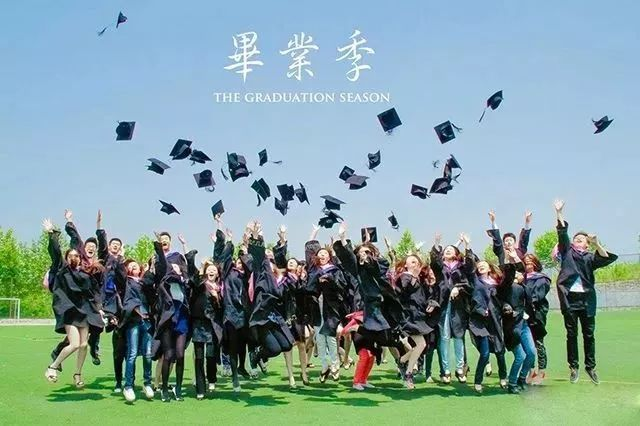 畢業季
THE GRADUATION SEASON